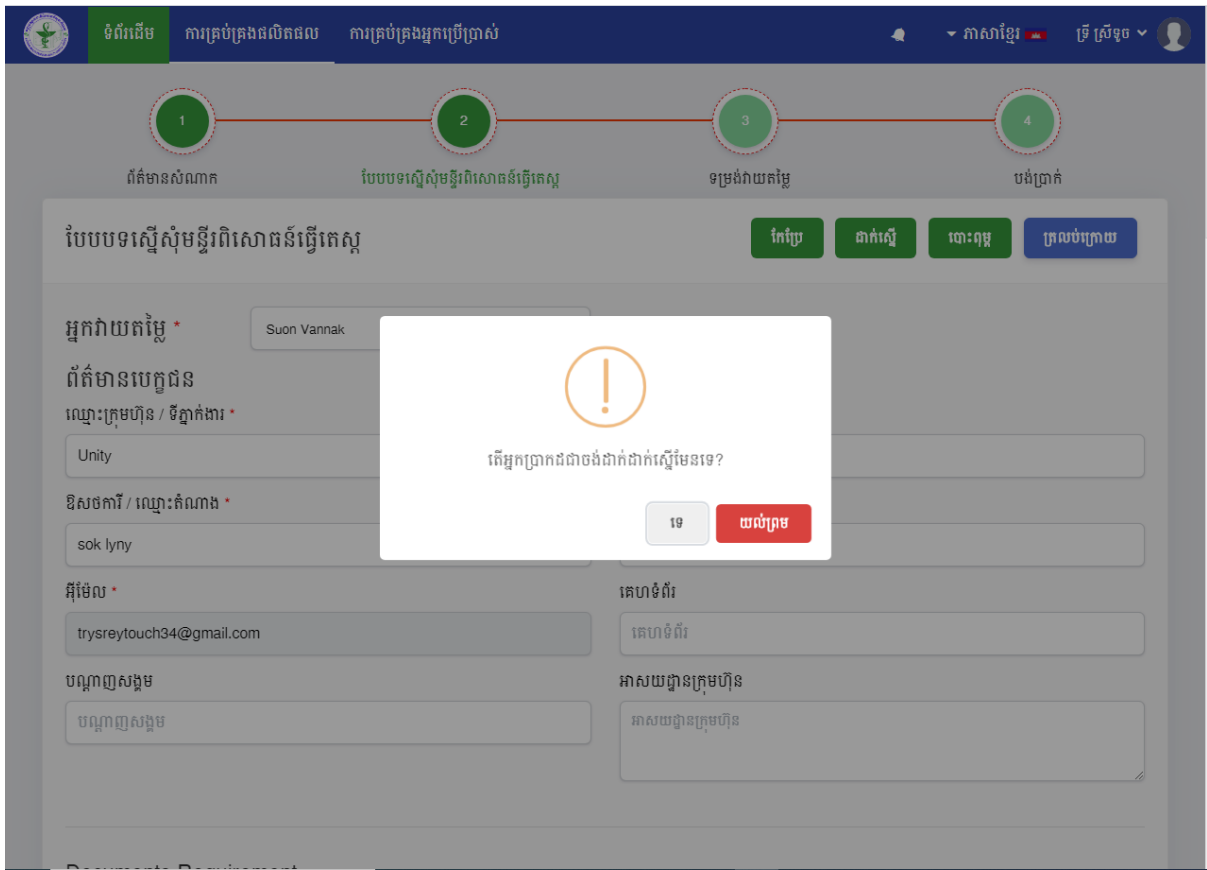 ទំព័រដើម ការគ្រប់គ្រងផលិតផល ការគ្រប់គ្រងអ្នកប្រើប្រាស់ ភាសាខ្មែរ ទ្រី ស្រីទូច
1 2 3 4
ព័ត៌មានសំណាក បែបបទស្នើសុំមន្ទីរពិសោធន៍ធ្វើតេស្ត ទម្រង់វាយតម្លៃ បង់ប្រាក់
បែបបទស្នើសុំមន្ទីរពិសោធន៍ធ្វើតេស្ត កែប្រែ ដាក់ស្នើ បោះពុម្ព ត្រលប់ក្រោយ
អ្នកវាយតម្លៃ * Suon Vannak
ព័ត៌មានបេក្ខជន
ឈ្មោះក្រុមហ៊ុន / ទីភ្នាក់ងារ *
Unity
តើអ្នកប្រាកដជាចង់ដាក់ដាក់ស្នើមែនទេ?
ទេ យល់ព្រម
ឱសថការី / ឈ្មោះតំណាង *
sok lyny
អ៊ីម៉ែល * គេហទំព័រ
trysreytouch34@gmail.com គេហទំព័រ
បណ្តាញសង្គម អាសយដ្ឋានក្រុមហ៊ុន
បណ្តាញសង្គម អាសយដ្ឋានក្រុមហ៊ុន
Documents Requirement